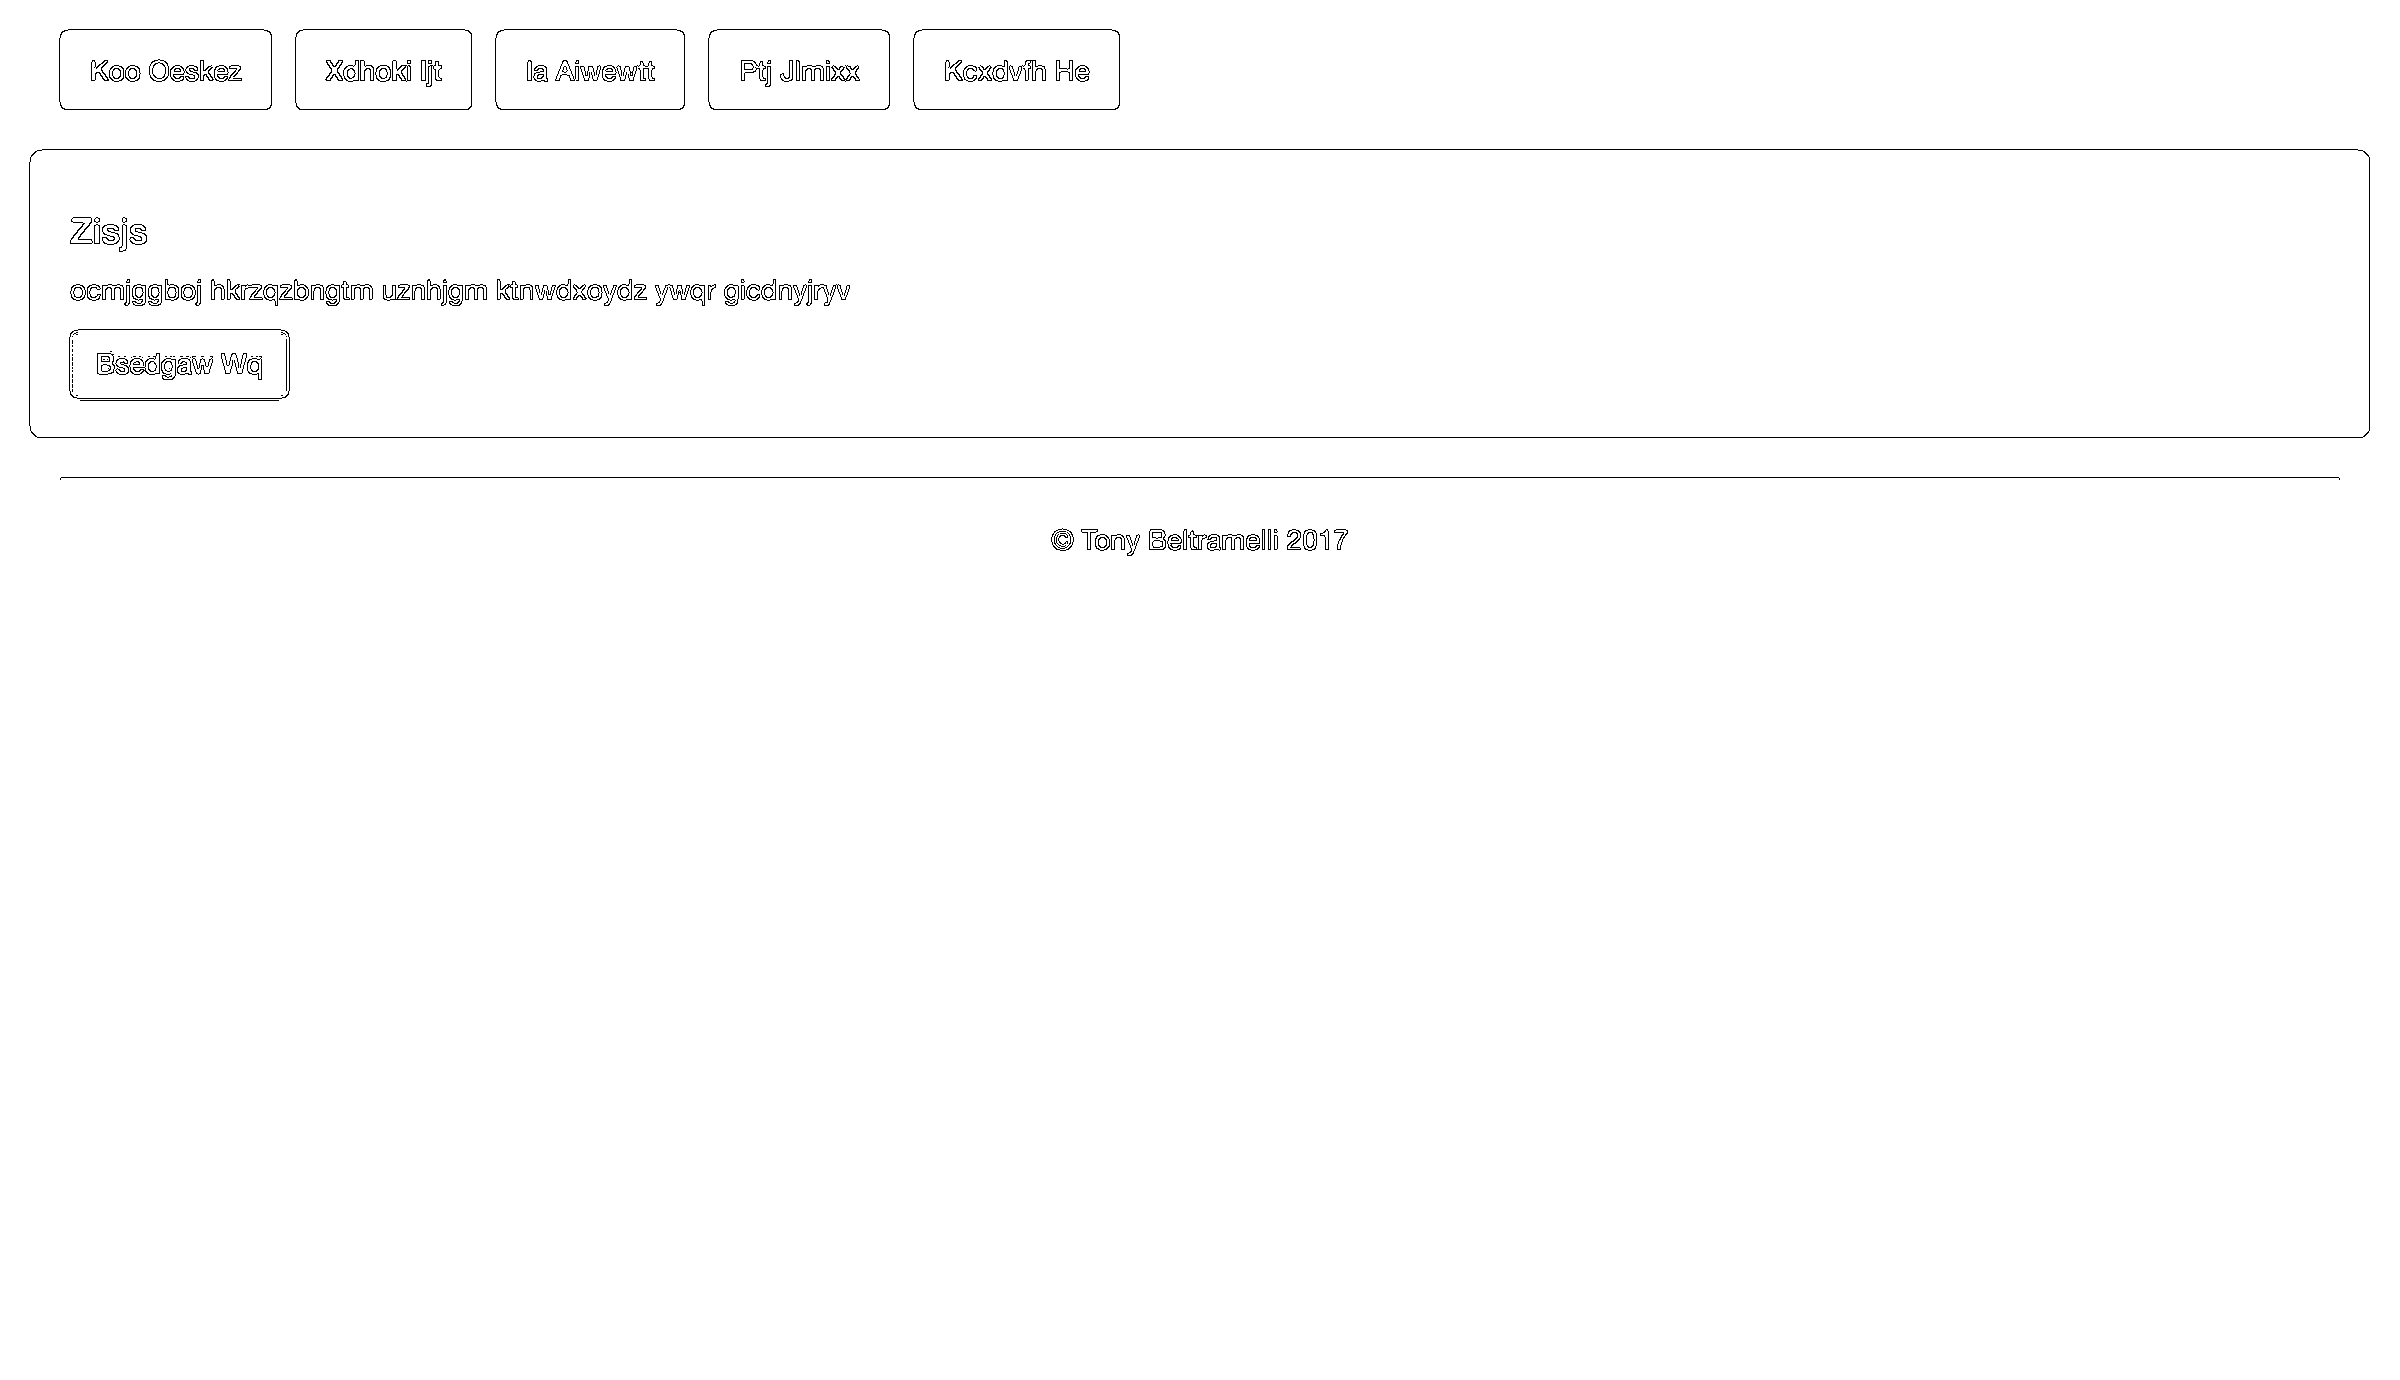 Koo Oeskez Xdhoki Ijt Ia Aiwewtt Ptj Jlmixx Kcxdvfh He
Zisjs
ocmjggboj hkrzqzbngtm uznhjgm ktnwdxoydz ywqr gicdnyjryv
Bsedgaw Wq
© Tony Beltramelli 2017